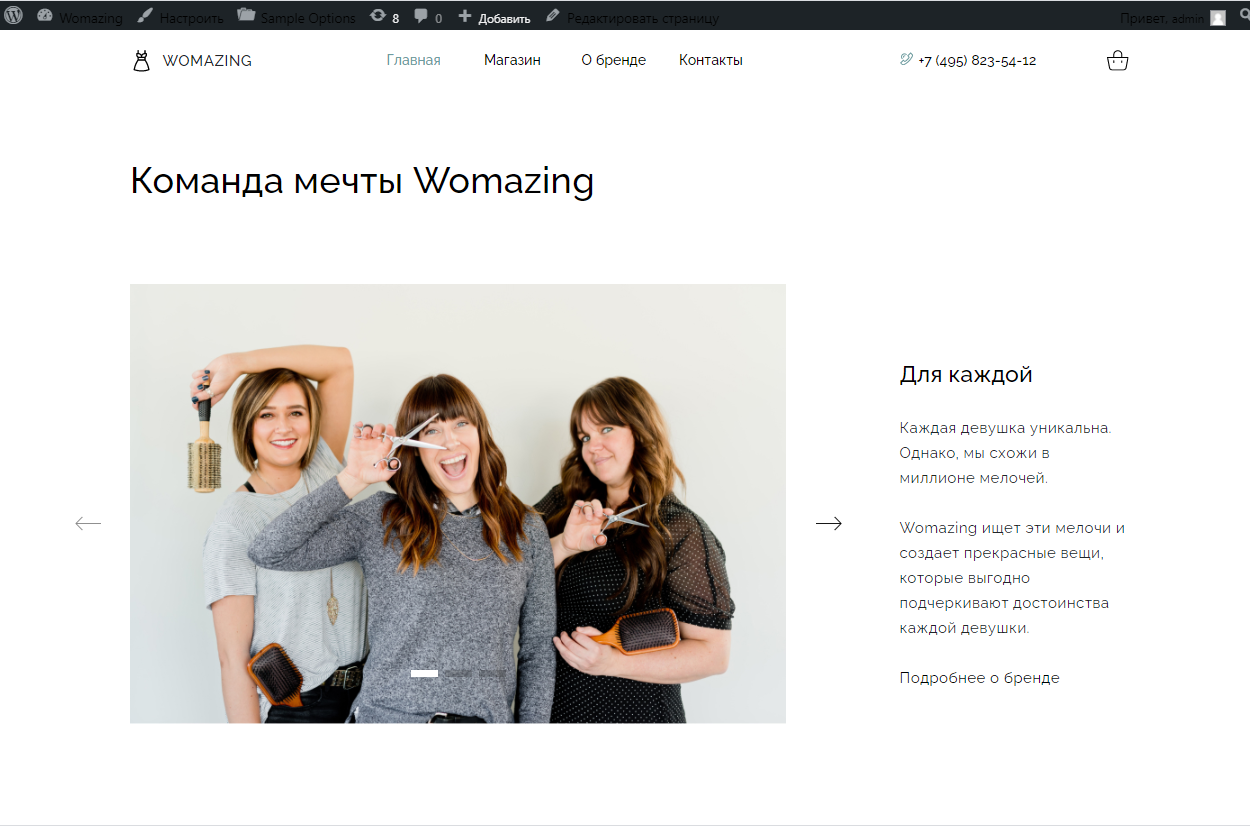 Womazing Настроить Sample Options 8 0 Добавить Редактировать страницу Привет, admin
WOMAZING Главная Магазин О бренде Контакты +7 (495) 823-54-12
Команда мечты Womazing
Для каждой
Каждая девушка уникальна.
Однако, мы схожи в
миллионе мелочей.
Womazing ищет эти мелочи и
создает прекрасные вещи,
которые выгодно
подчеркивают достоинства
каждой девушки.
Подробнее о бренде